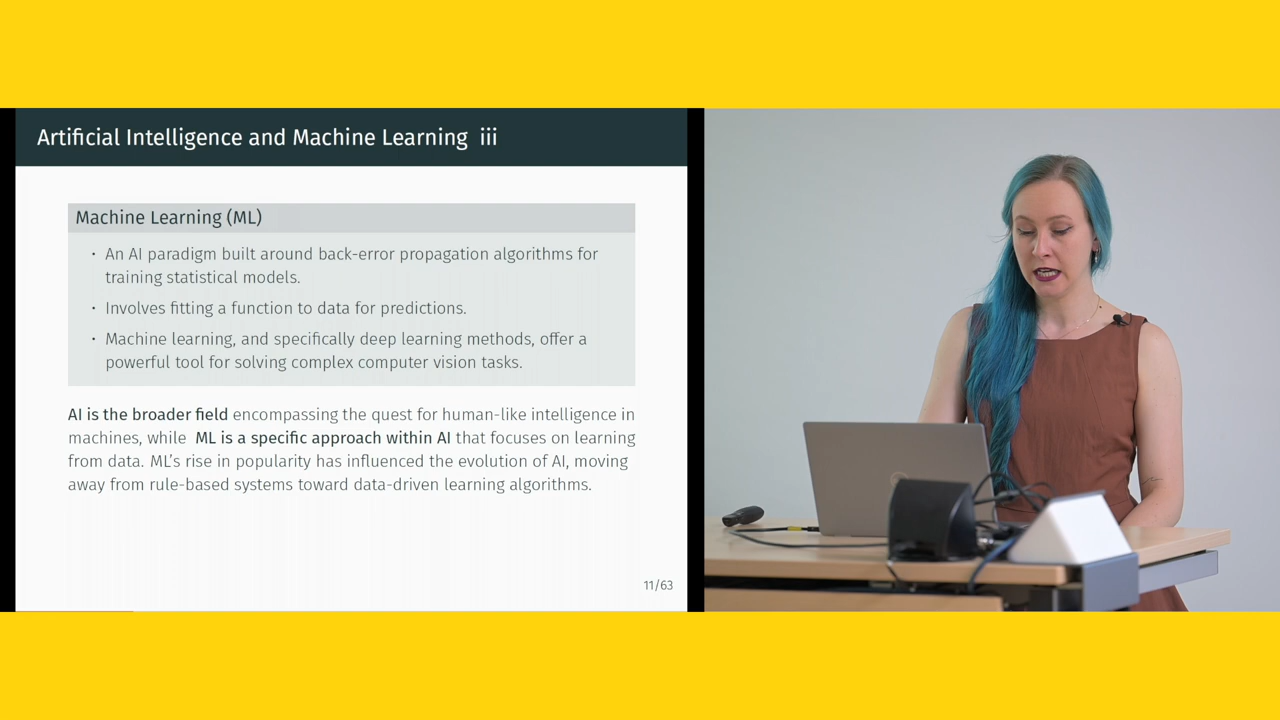 Artificial Intelligence and Machine Learning iii
Machine Learning (ML)
· An AI paradigm built around back-error propagation algorithms for
training statistical models.
· Involves fitting a function to data for predictions.
· Machine learning, and specifically deep learning methods, offer a
powerful tool for solving complex computer vision tasks.
AI is the broader field encompassing the quest for human-like intelligence in
machines, while ML is a specific approach within AI that focuses on learning
from data. ML's rise in popularity has influenced the evolution of AI, moving
away from rule-based systems toward data-driven learning algorithms.
11/63